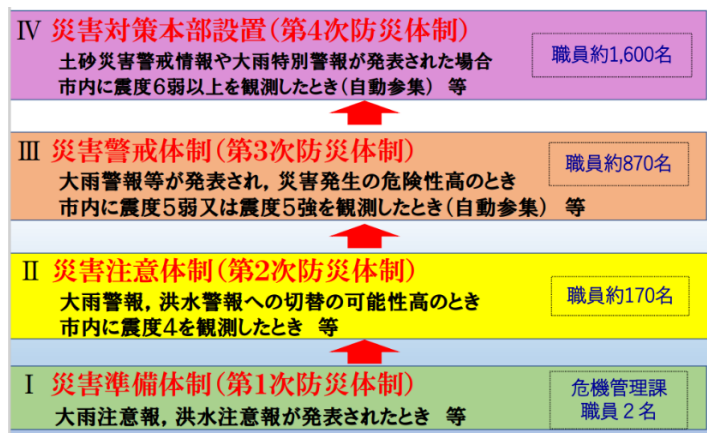 Ⅳ 災害対策本部設置（第4次防災体制）
土砂災害警戒情報や大雨特別警報が発表された場合
市内に震度６弱以上を観測したとき（自動参集） 等
職員約1,600名
Ⅲ 災害警戒体制（第3次防災体制）
大雨警報等が発表され，災害発生の危険性高のとき
市内に震度５弱又は震度５強を観測したとき（自動参集） 等
職員約870名
Ⅱ 災害注意体制（第2次防災体制）
大雨警報，洪水警報への切替の可能性高のとき
市内に震度４を観測したとき 等
職員約170名
Ⅰ 災害準備体制（第1次防災体制）
大雨注意報，洪水注意報が発表されたとき 等
危機管理課
職員２名